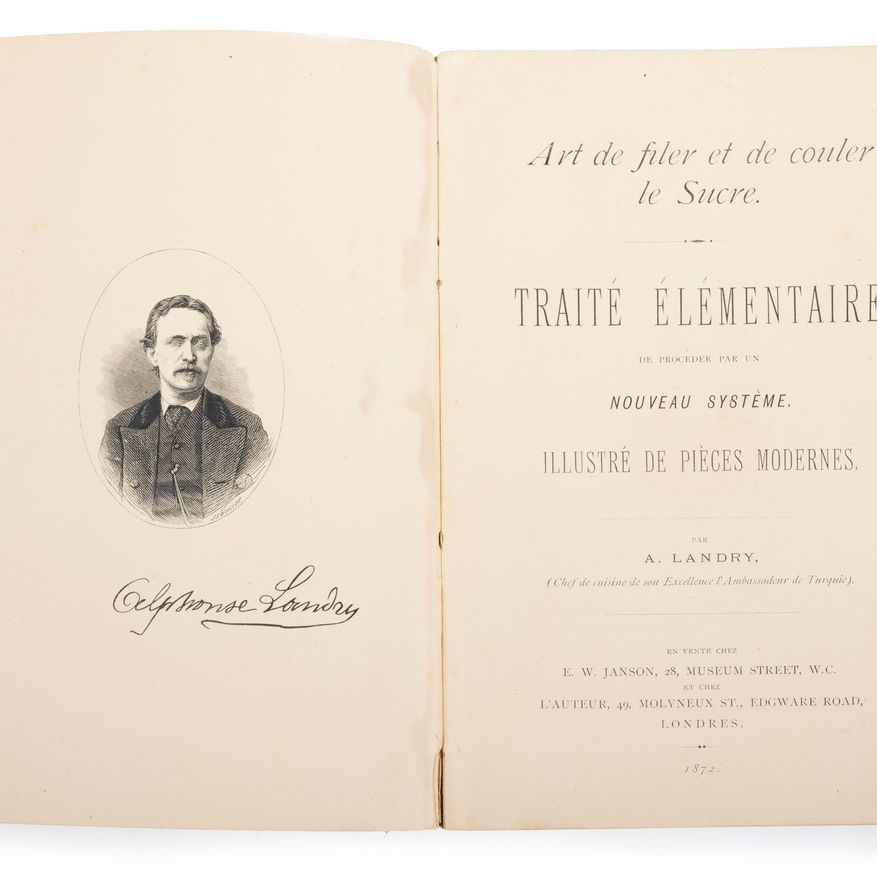 Alphonse Landry
Art de filer et de couler
le Sucre.
TRAITÉ ÉLÉMENTAIRE
DE PROCÉDER PAR UN
NOUVEAU SYSTÈME.
ILLUSTRÉ DE PIÈCES MODERNES.
PAR
A. LANDRY,
(Chef de cuisine de son Excellence l'Ambassadeur de Turquie).
EN VENTE CHEZ
E. W. JANSON, 28, MUSEUM STREET, W.C.
ET CHEZ
L'AUTEUR, 49, MOLYNEUX ST., EDGWARE ROAD,
LONDRES.
1872.